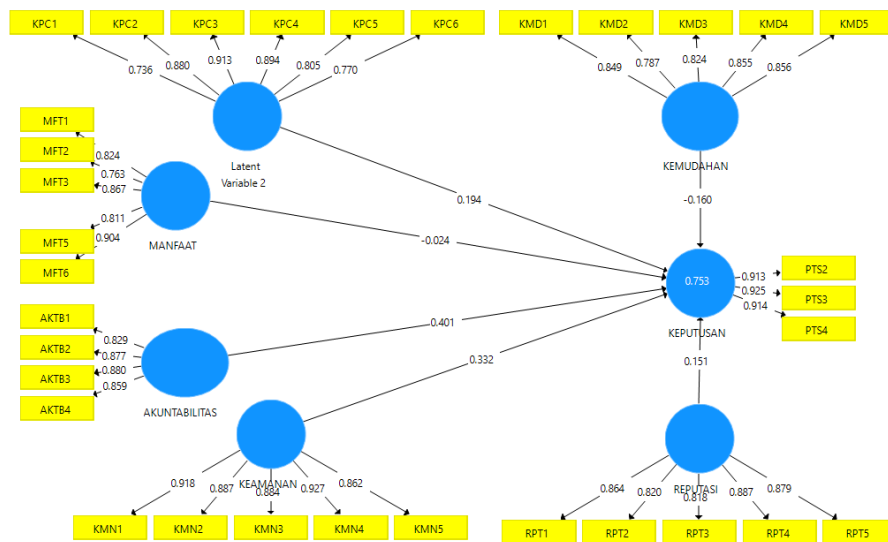 KPC1 KPC2 KPC3 KPC4 KPC5 KPC6
KMD1 KMD2 KMD3 KMD4 KMD5
0.736 0.880 0.913 0.894 0.805 0.770
0.849 0.787 0.824 0.855 0.856
Latent
Variable 2
KEMUDAHAN
MFT1
MFT2
MFT3
MFT5
MFT6
0.824
0.763
0.867
0.811
0.904
MANFAAT
0.194
-0.160
-0.024
0.753
KEPUTUSAN
0.913
0.925
0.914
PTS2
PTS3
PTS4
AKTB1
AKTB2
AKTB3
AKTB4
0.829
0.877
0.880
0.859
AKUNTABILITAS
0.401
0.332
0.151
KEAMANAN
0.918 0.887 0.884 0.927 0.862
KMN1 KMN2 KMN3 KMN4 KMN5
REPUTASI
0.864 0.820 0.818 0.887 0.879
RPT1 RPT2 RPT3 RPT4 RPT5